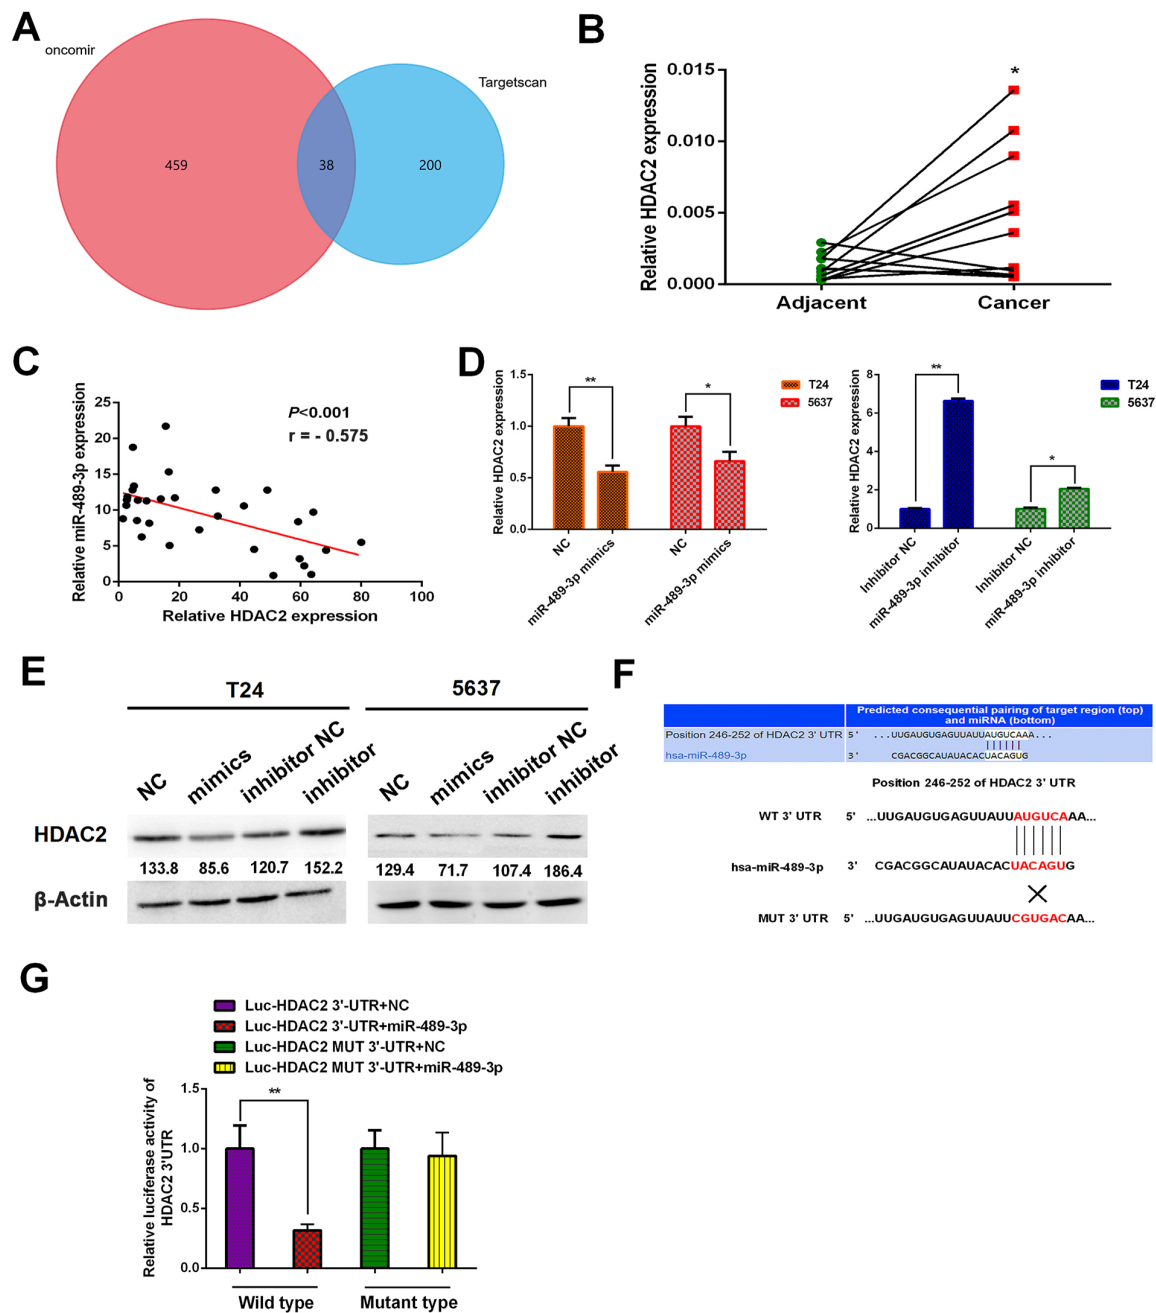 A
oncomir
Targetscan
459
38
200
B
Relative HDAC2 expression
0.015
0.010
0.005
0.000
*
Adjacent
Cancer
C
Relative miR-489-3p expression
25
20
15
10
5
0
P<0.001
r = - 0.575
0 20 40 60 80 100
Relative HDAC2 expression
D
Relative HDAC2 expression
1.5
1.0
0.5
0.0
**
*
T24
5637
NC
miR-489-3p mimics
NC
miR-489-3p mimics
Relative HDAC2 expression
8
6
4
2
0
**
*
T24
5637
Inhibitor NC
miR-489-3p inhibitor
Inhibitor NC
miR-489-3p inhibitor
E
T24
5637
NC
mimics
inhibitor NC
inhibitor
NC
mimics
inhibitor NC
inhibitor
HDAC2
133.8 85.6 120.7 152.2
129.4 71.7 107.4 186.4
β-Actin
F
Predicted consequential pairing of target region (top)
and miRNA (bottom)
Position 246-252 of HDAC2 3' UTR 5' ...UUGAUGUGAGUUAUUAUGUCAAA...
hsa-miR-489-3p 3' CGACGGCAUAUACACUACAGUG
Position 246-252 of HDAC2 3' UTR
WT 3' UTR 5' ...UUGAUGUGAGUUAUUAUGUCAAA...
hsa-miR-489-3p 3' CGACGGCAUAUACACUACAGUG
MUT 3' UTR 5' ...UUGAUGUGAGUUAUUCGUGACAA...
G
Luc-HDAC2 3'-UTR+NC
Luc-HDAC2 3'-UTR+miR-489-3p
Luc-HDAC2 MUT 3'-UTR+NC
Luc-HDAC2 MUT 3'-UTR+miR-489-3p
Relative luciferase activity of
HDAC2 3'UTR
1.5
1.0
0.5
0.0
**
Wild type
Mutant type